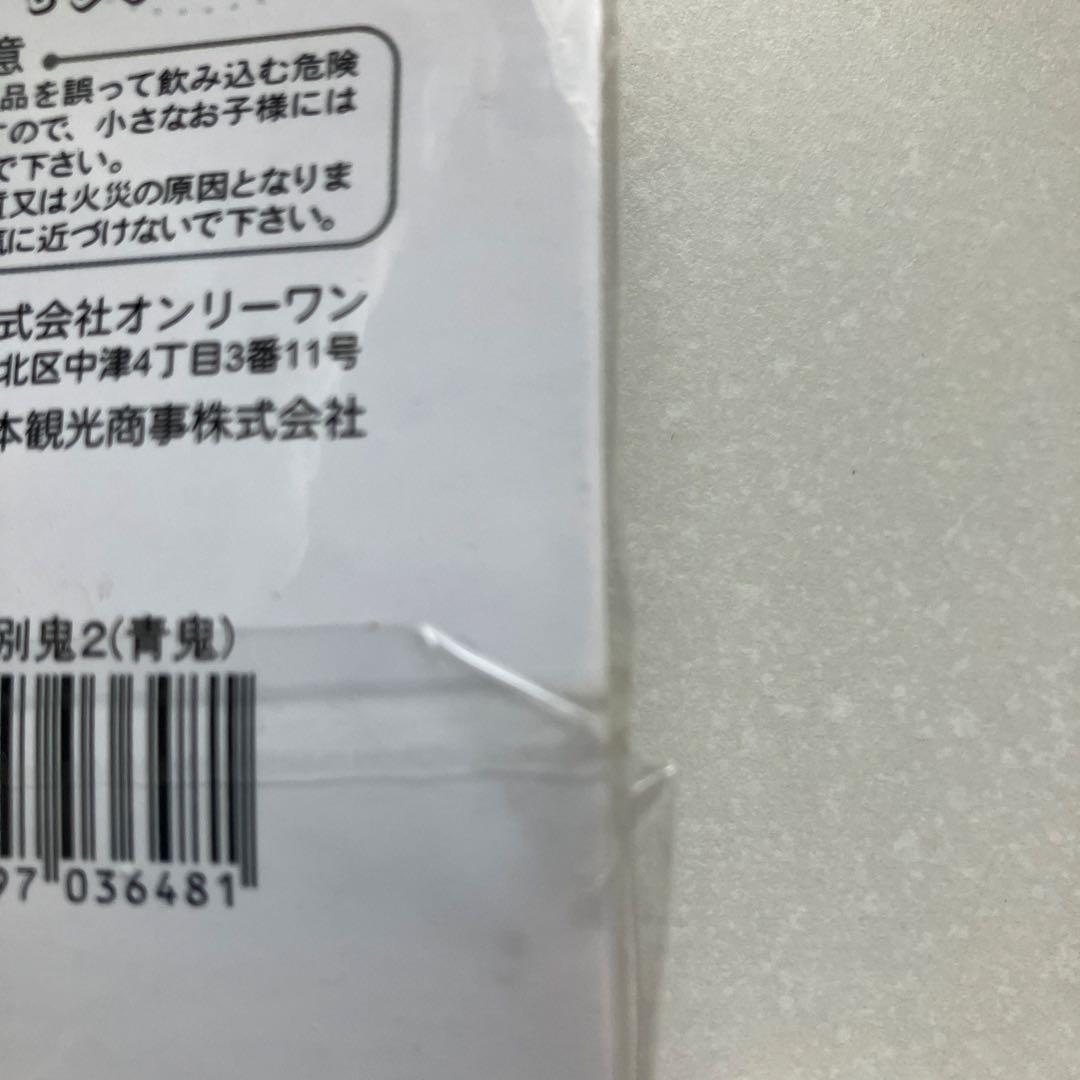 意
品を誤って飲み込む危険
すので、小さなお子様には
で下さい。
又は火災の原因となりま
に近づけないで下さい。
式会社オンリーワン
北区中津4丁目3番11号
本観光商事株式会社
別鬼2(青鬼)
97 036481